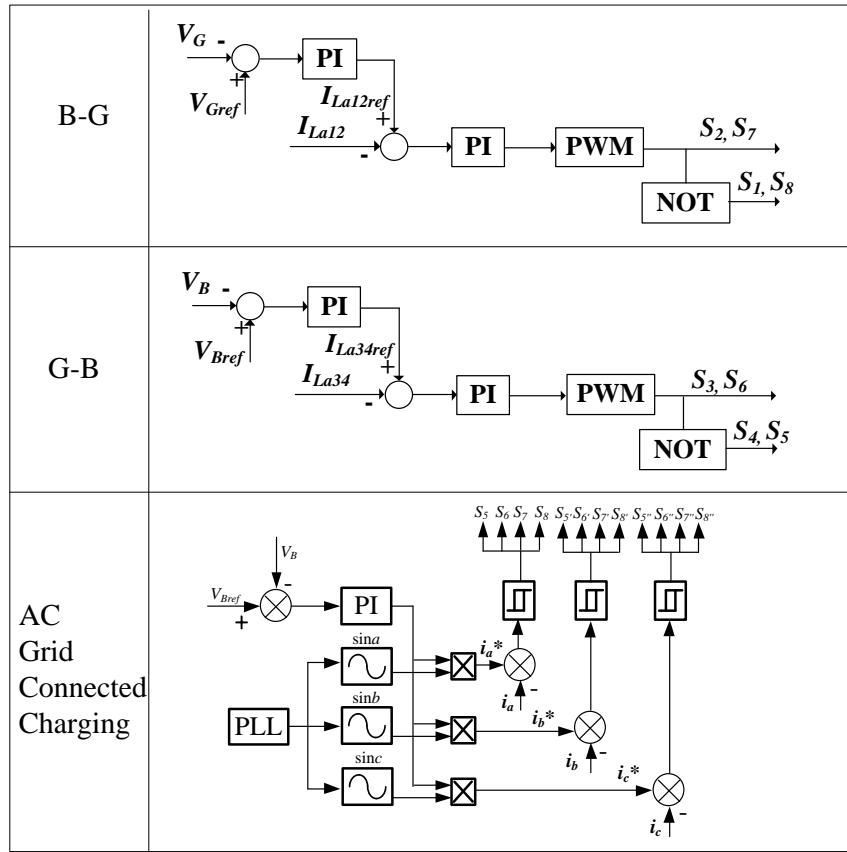 B-G
V_G -
+
V_Gref
PI
I_La12ref
+
I_La12
-
PI
PWM
S_2, S_7
NOT
S_1, S_8
G-B
V_B -
+
V_Bref
PI
I_La34ref
+
I_La34
-
PI
PWM
S_3, S_6
NOT
S_4, S_5
AC
Grid
Connected
Charging
S_5 S_6 S_7 S_8 S_5' S_6' S_7' S_8' S_5'' S_6'' S_7'' S_8''
V_B
-
V_Bref
+
PI
sina
i_a*
-
i_a
PLL
sinb
i_b*
-
i_b
sinc
i_c*
-
i_c